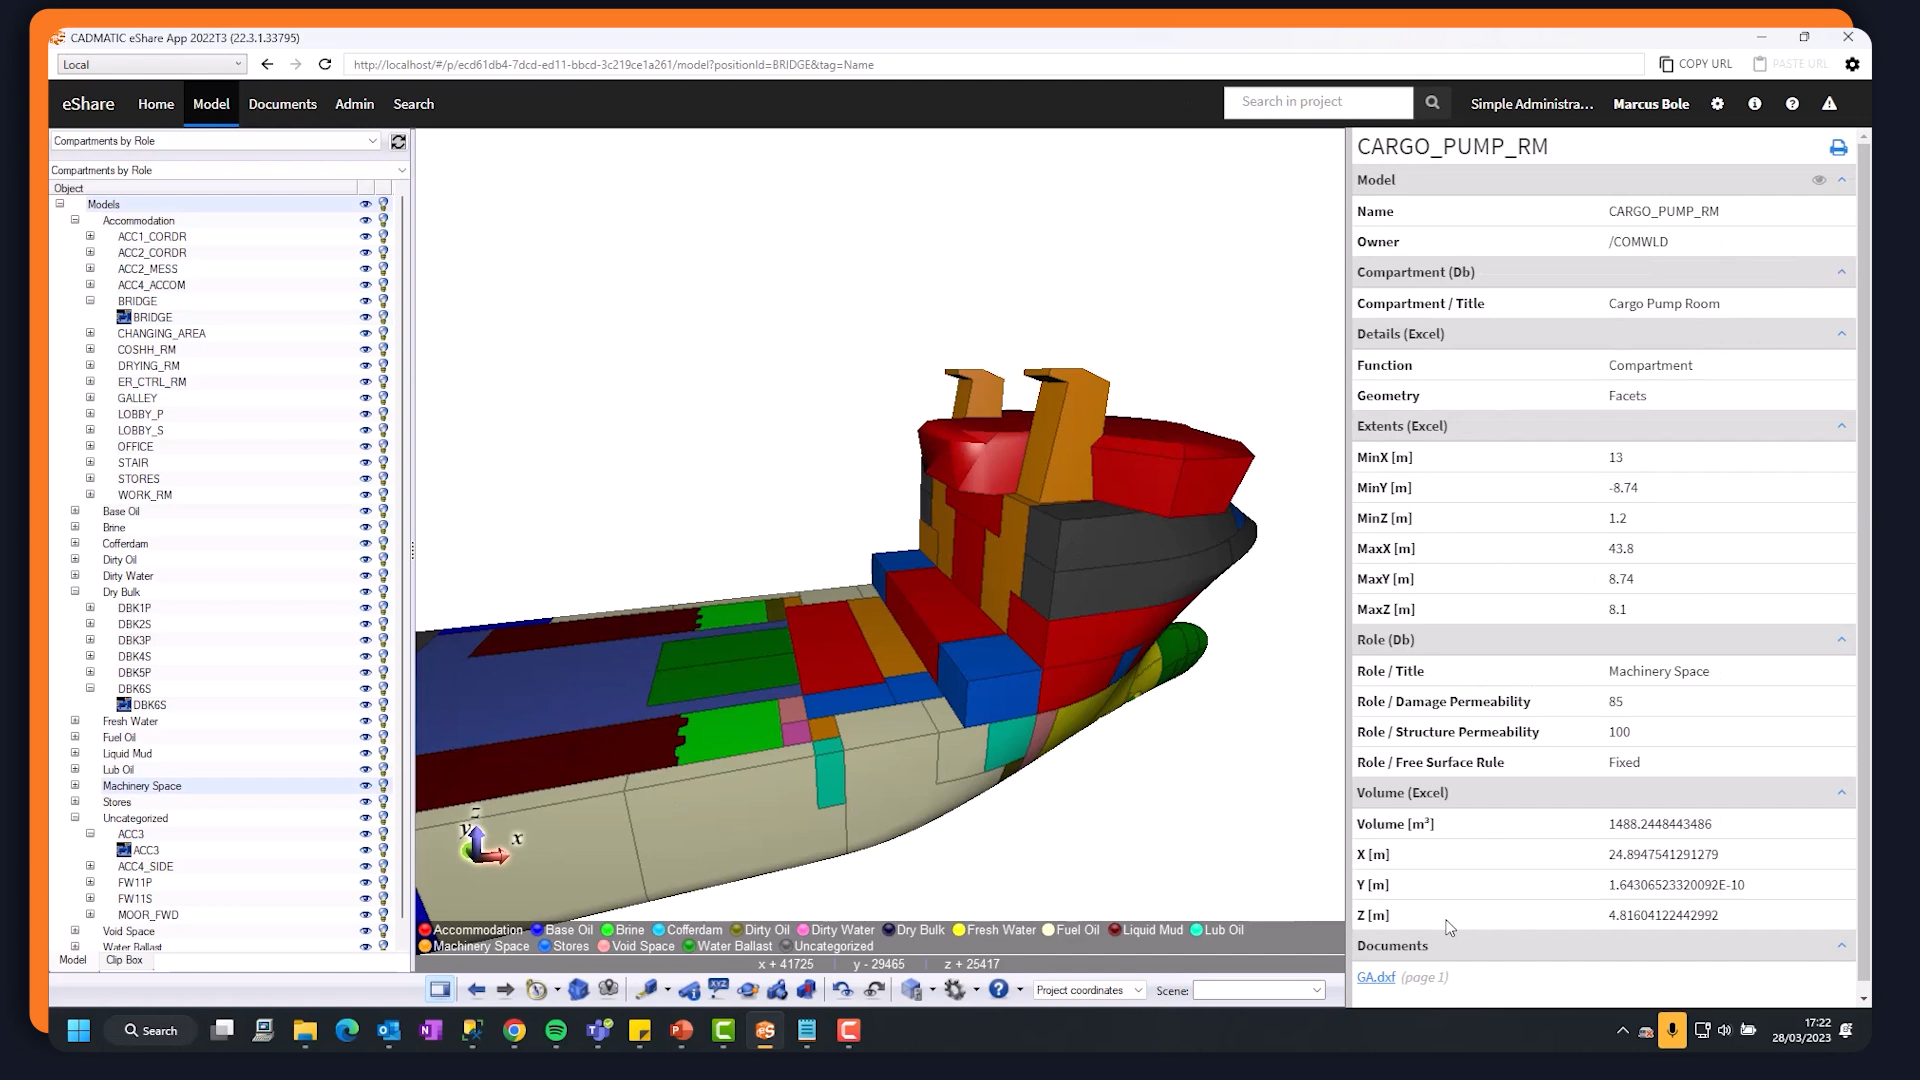 CADMATIC eShare App 2022T3 (22.3.1.33795)
Local
http://localhost/#/p/ecd61db4-7dcd-ed11-bbcd-3c219ce1a261/model?positionId=BRIDGE&tag=Name
COPY URL
PASTE URL
eShare Home Model Documents Admin Search
Search in project
Simple Administra...
Marcus Bole
Compartments by Role
Compartments by Role
Object
Models
Accommodation
ACC1_CORDR
ACC2_CORDR
ACC2_MESS
ACC4_ACCOM
BRIDGE
BRIDGE
CHANGING_AREA
COSHH_RM
DRYING_RM
ER_CTRL_RM
GALLEY
LOBBY_P
LOBBY_S
OFFICE
STAIR
STORES
WORK_RM
Base Oil
Brine
Cofferdam
Dirty Oil
Dirty Water
Dry Bulk
DBK1P
DBK2S
DBK3P
DBK4S
DBK5P
DBK6S
DBK6S
Fresh Water
Fuel Oil
Liquid Mud
Lub Oil
Machinery Space
Stores
Uncategorized
ACC3
ACC3
ACC4_SIDE
FW11P
FW11S
MOOR_FWD
Void Space
Water Ballast
Model Clip Box
z
y
x
Accommodation Base Oil Brine Cofferdam Dirty Oil Dirty Water Dry Bulk Fresh Water Fuel Oil Liquid Mud Lub Oil
Machinery Space Stores Void Space Water Ballast Uncategorized
x + 41725 y - 29465 z + 25417
XYZ
Project coordinates
Scene:
CARGO_PUMP_RM
Model
Name CARGO_PUMP_RM
Owner /COMWLD
Compartment (Db)
Compartment / Title Cargo Pump Room
Details (Excel)
Function Compartment
Geometry Facets
Extents (Excel)
MinX [m] 13
MinY [m] -8.74
MinZ [m] 1.2
MaxX [m] 43.8
MaxY [m] 8.74
MaxZ [m] 8.1
Role (Db)
Role / Title Machinery Space
Role / Damage Permeability 85
Role / Structure Permeability 100
Role / Free Surface Rule Fixed
Volume (Excel)
Volume [m³] 1488.2448443486
X [m] 24.8947541291279
Y [m] 1.64306523320092E-10
Z [m] 4.81604122442992
Documents
GA.dxf (page 1)
Search
17:22
28/03/2023